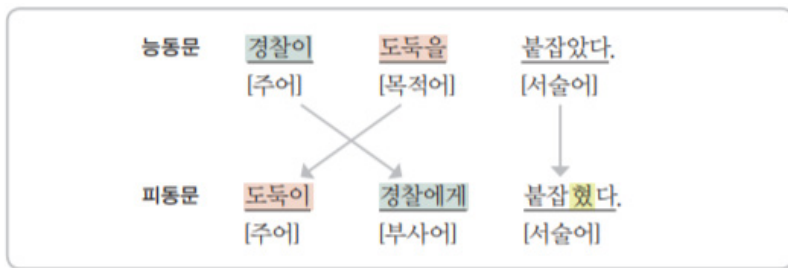 능동문 경찰이 도둑을 붙잡았다.
[주어] [목적어] [서술어]
피동문 도둑이 경찰에게 붙잡혔다.
[주어] [부사어] [서술어]